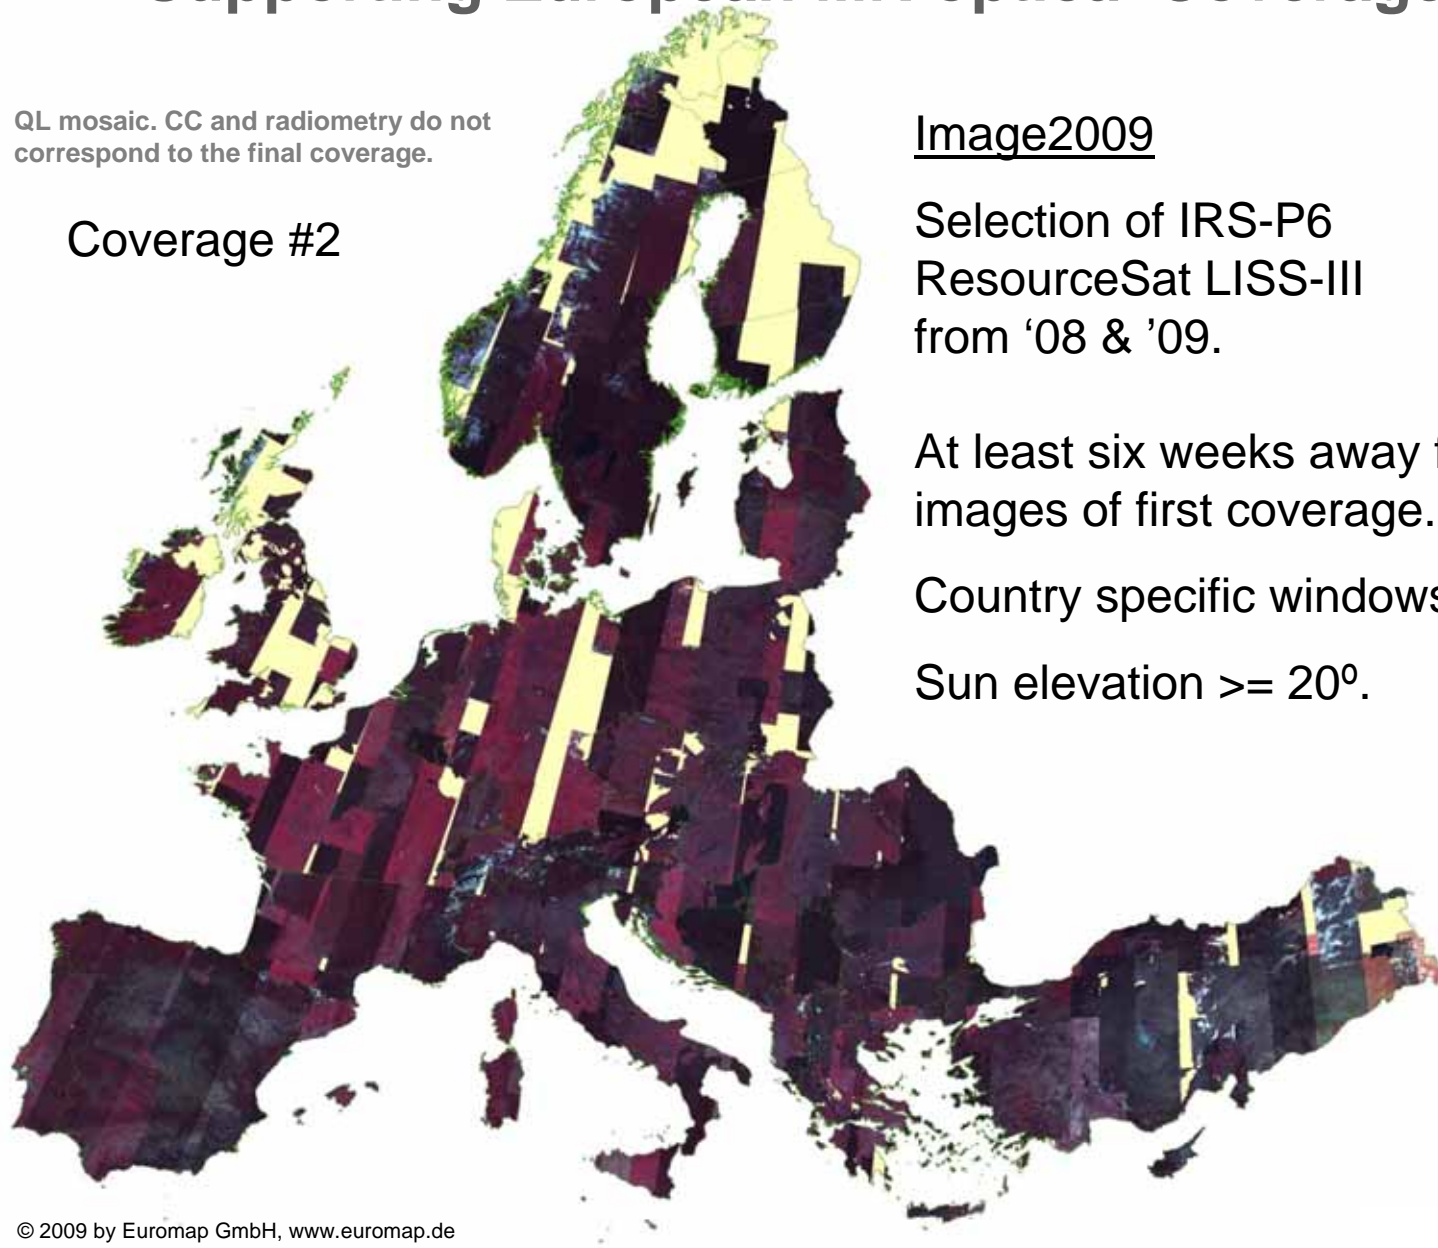 QL mosaic. CC and radiometry do not
correspond to the final coverage.
Coverage #2
Image2009
Selection of IRS-P6
ResourceSat LISS-III
from ‘08 & ’09.
At least six weeks away
images of first coverage.
Country specific windows
Sun elevation >= 20º.
© 2009 by Euromap GmbH, www.euromap.de